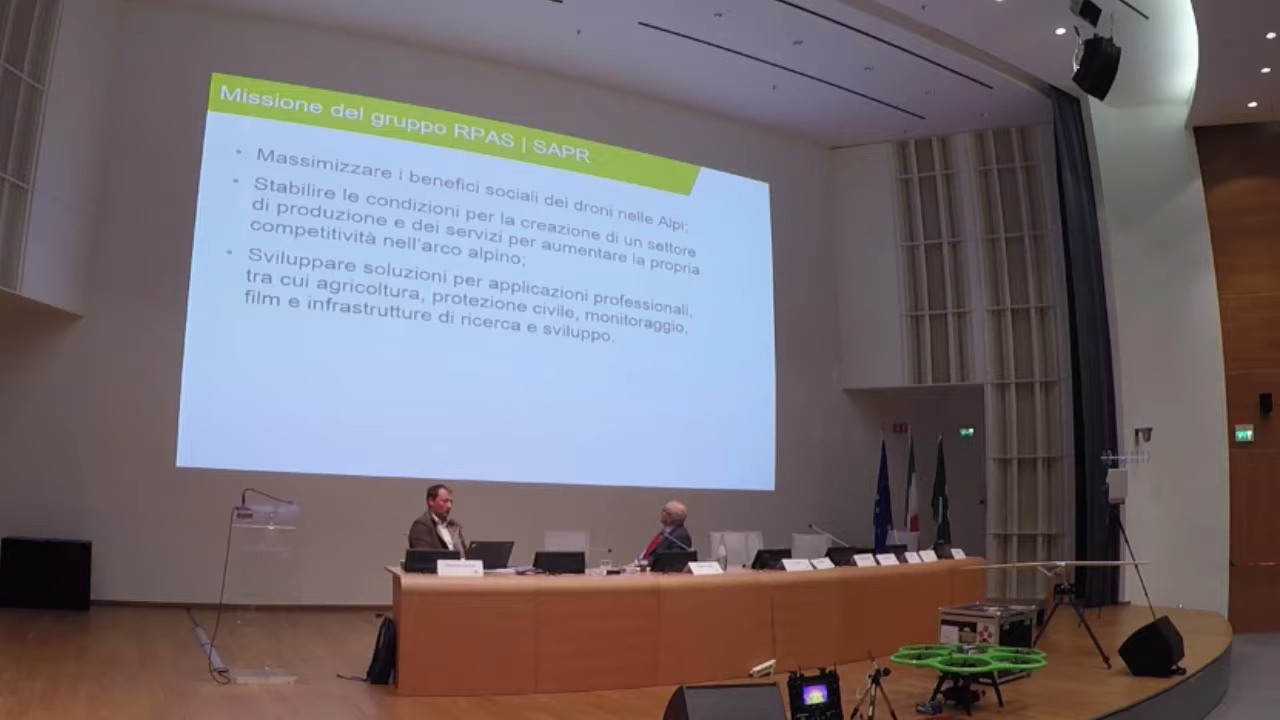 Missione del gruppo RPAS | SAPR
Massimizzare i benefici sociali dei droni nelle Alpi;
Stabilire le condizioni per la creazione di un settore
di produzione e dei servizi per aumentare la propria
competitività nell'arco alpino;
Sviluppare soluzioni per applicazioni professionali,
tra cui agricoltura, protezione civile, monitoraggio,
film e infrastrutture di ricerca e sviluppo.